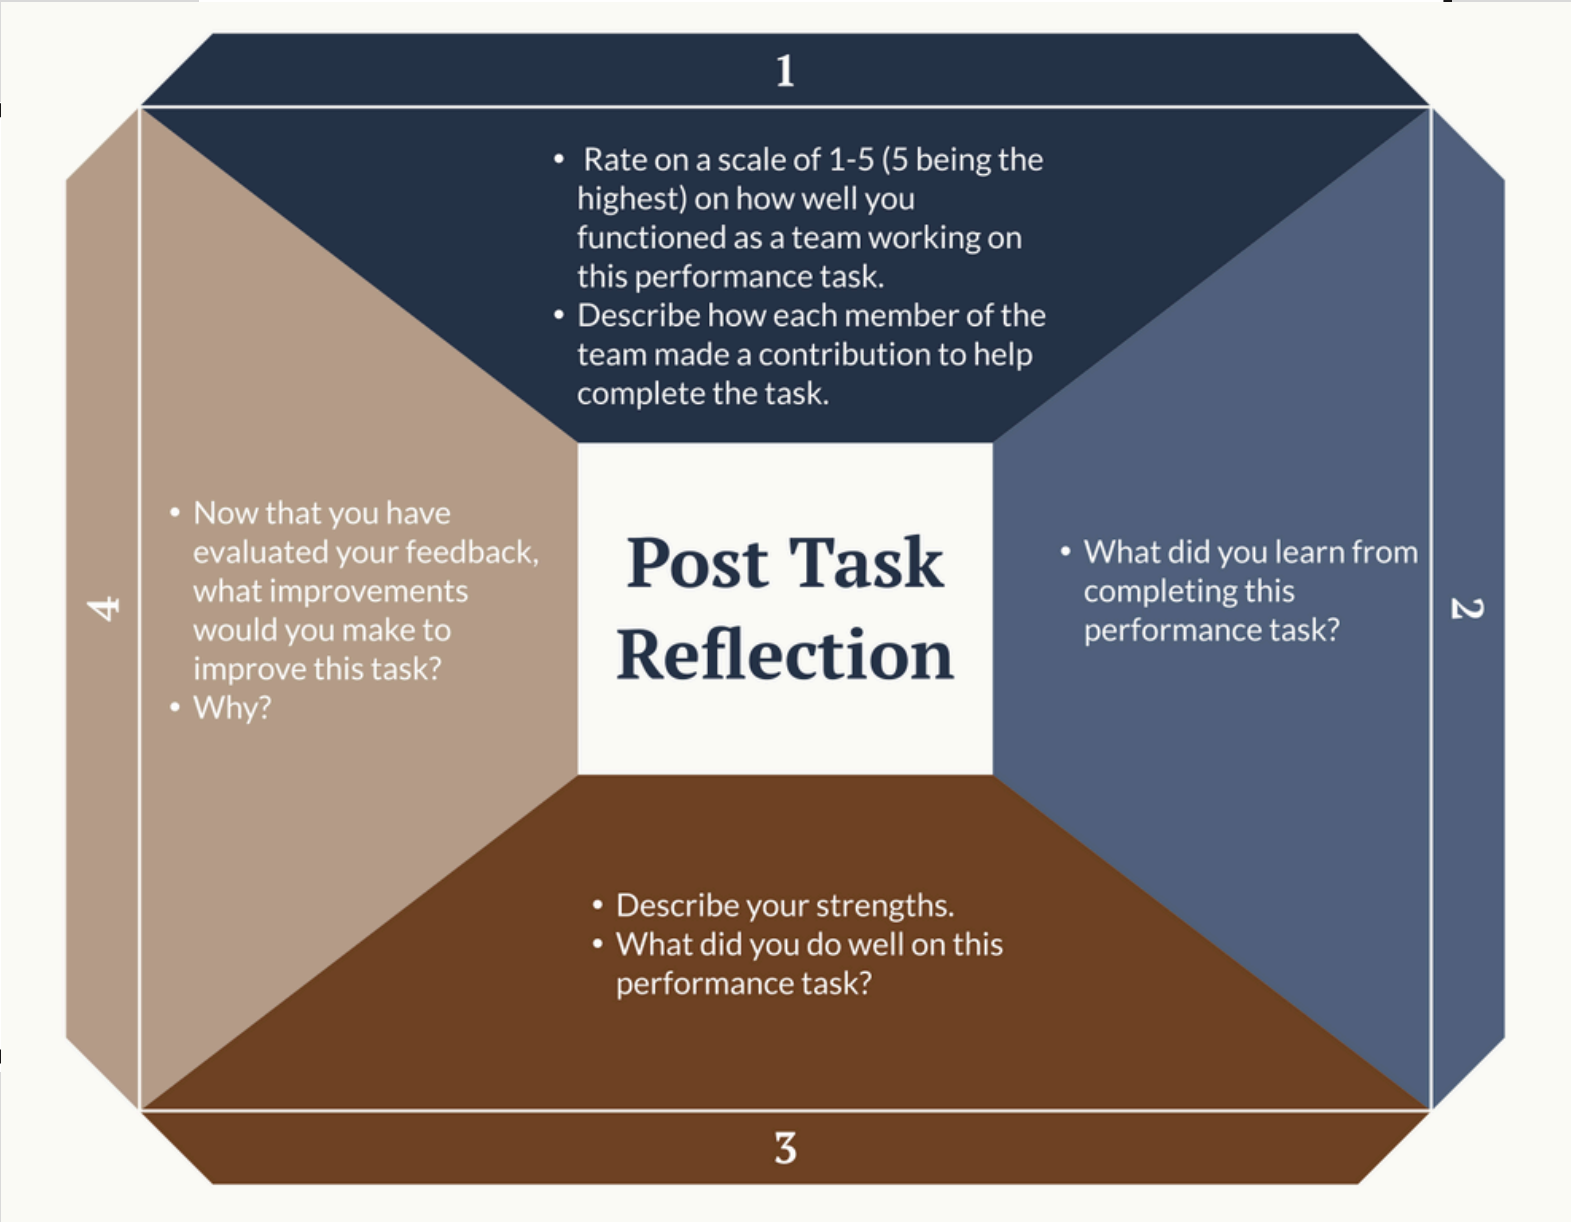 1
• Rate on a scale of 1-5 (5 being the
highest) on how well you
functioned as a team working on
this performance task.
• Describe how each member of the
team made a contribution to help
complete the task.
Post Task
Reflection
• What did you learn from
completing this
performance task?
2
• Describe your strengths.
• What did you do well on this
performance task?
3
• Now that you have
evaluated your feedback,
what improvements
would you make to
improve this task?
• Why?
4